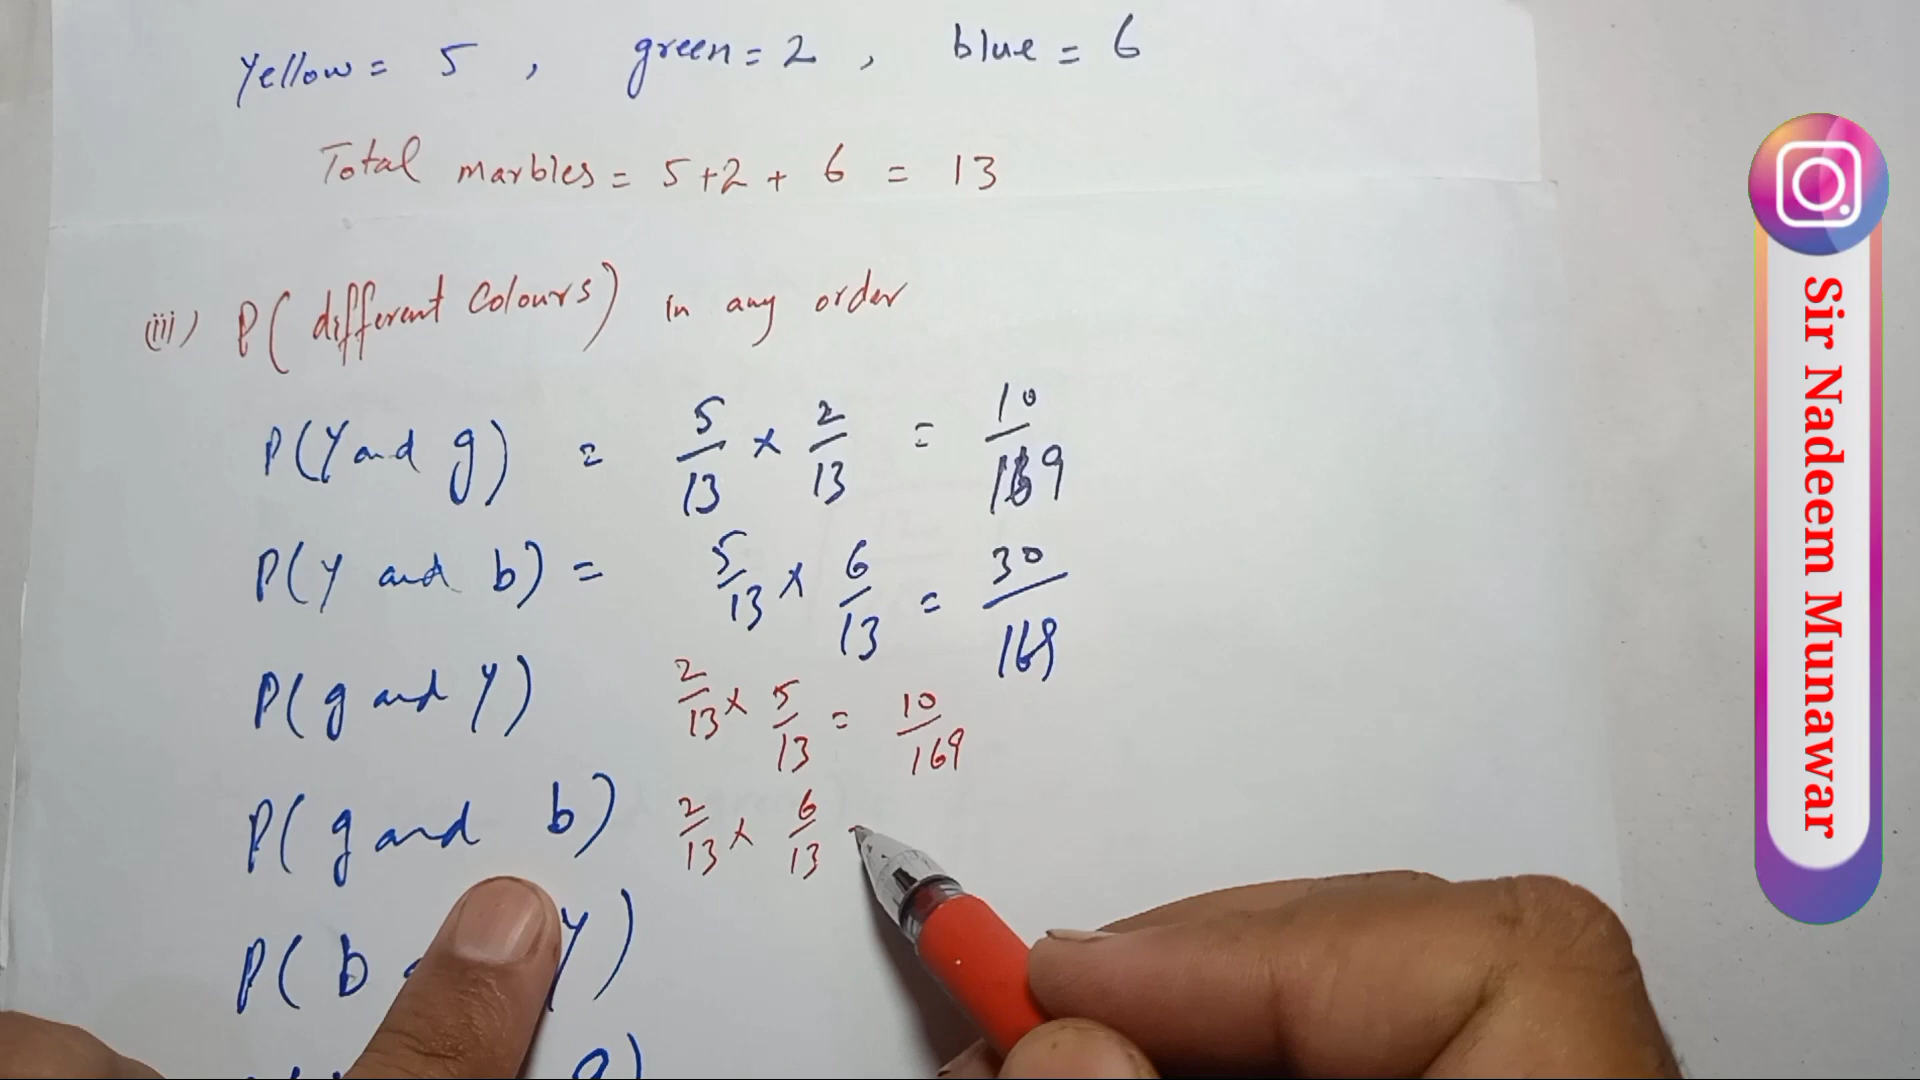 Yellow = 5 , green = 2 , blue = 6
Total marbles = 5+2+6 = 13
(iii) P(different Colours) in any order
P(Y and g) = 5/13 × 2/13 = 10/169
P(Y and b) = 5/13 × 6/13 = 30/169
P(g and Y) 2/13 × 5/13 = 10/169
P(g and b) 2/13 × 6/13
P(b Y)
g)
Sir Nadeem Munawar